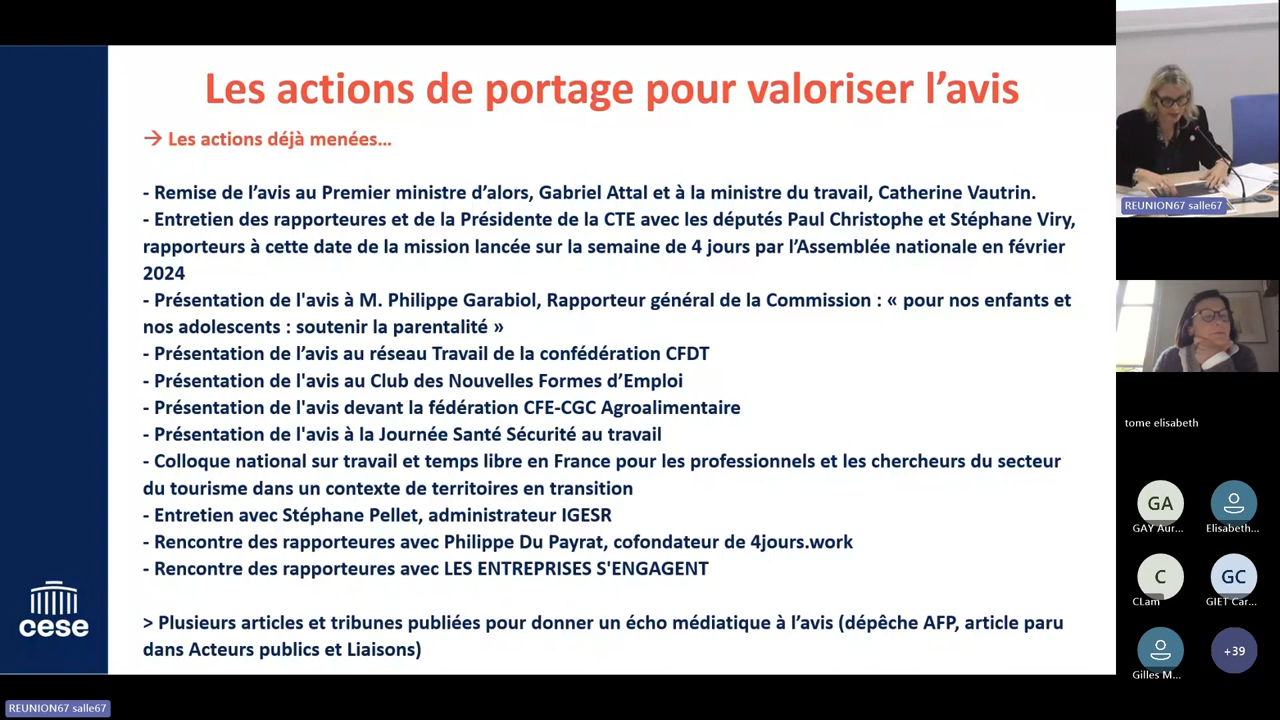 Les actions de portage pour valoriser l’avis
→ Les actions déjà menées…
- Remise de l’avis au Premier ministre d’alors, Gabriel Attal et à la ministre du travail, Catherine Vautrin.
- Entretien des rapporteures et de la Présidente de la CTE avec les députés Paul Christophe et Stéphane Viry,
rapporteurs à cette date de la mission lancée sur la semaine de 4 jours par l’Assemblée nationale en février
2024
- Présentation de l'avis à M. Philippe Garabiol, Rapporteur général de la Commission : « pour nos enfants et
nos adolescents : soutenir la parentalité »
- Présentation de l’avis au réseau Travail de la confédération CFDT
- Présentation de l'avis au Club des Nouvelles Formes d’Emploi
- Présentation de l'avis devant la fédération CFE-CGC Agroalimentaire
- Présentation de l'avis à la Journée Santé Sécurité au travail
- Colloque national sur travail et temps libre en France pour les professionnels et les chercheurs du secteur
du tourisme dans un contexte de territoires en transition
- Entretien avec Stéphane Pellet, administrateur IGESR
- Rencontre des rapporteures avec Philippe Du Payrat, cofondateur de 4jours.work
- Rencontre des rapporteures avec LES ENTREPRISES S'ENGAGENT
> Plusieurs articles et tribunes publiées pour donner un écho médiatique à l’avis (dépêche AFP, article paru
dans Acteurs publics et Liaisons)
cese
REUNION67 salle67
REUNION67 salle67
tome elisabeth
GA
GAY Aur...
Elisabeth...
C
CLam
GC
GIET Car...
Gilles M...
+39